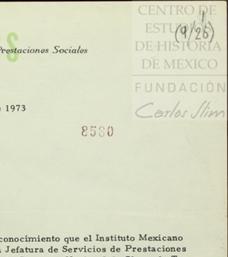 CENTRO DE
ESTUDIOS
DE HISTORIA
DE MEXICO
FUNDACIÓN
Carlos Slim
(9/26)
S
Prestaciones Sociales
1973
8580
conocimiento que el Instituto Mexicano
Jefatura de Servicios de Prestaciones